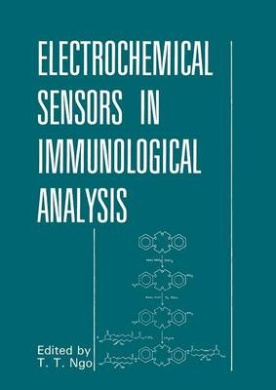 ELECTROCHEMICAL
SENSORS IN
IMMUNOLOGICAL
ANALYSIS
Edited by
T. T. Ngo